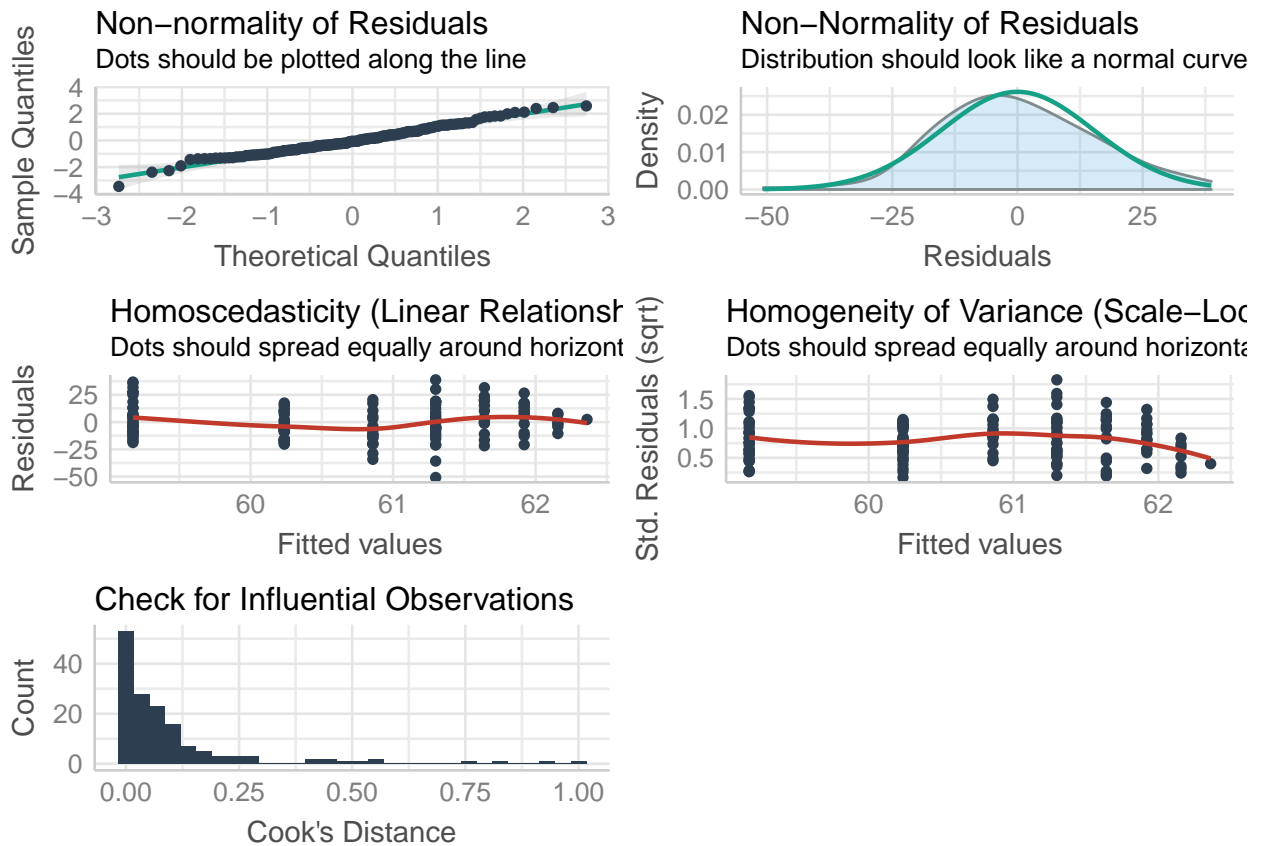 Non−normality of Residuals
Dots should be plotted along the line
Sample Quantiles
4
2
0
−2
−4
−3 −2 −1 0 1 2 3
Theoretical Quantiles
Non−Normality of Residuals
Distribution should look like a normal curve
Density
0.02
0.01
0.00
−50 −25 0 25
Residuals
Homoscedasticity (Linear Relationsh
Dots should spread equally around horizont
Residuals
25
0
−25
−50
60 61 62
Fitted values
Homogeneity of Variance (Scale−Loc
Dots should spread equally around horizonta
Std. Residuals (sqrt)
1.5
1.0
0.5
60 61 62
Fitted values
Check for Influential Observations
Count
40
20
0
0.00 0.25 0.50 0.75 1.00
Cook's Distance